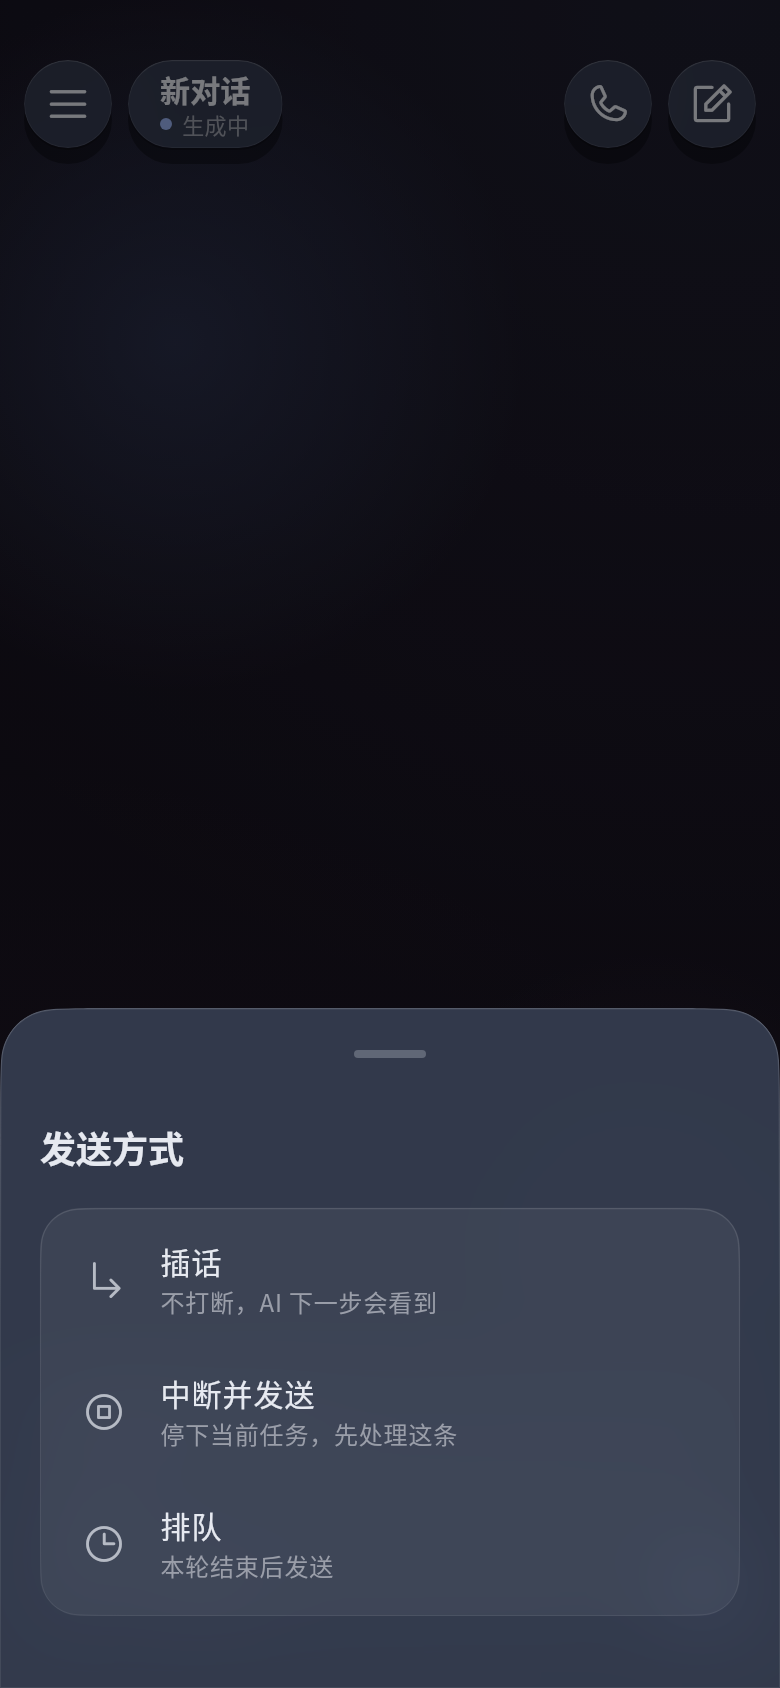 新对话
生成中
发送方式
插话
不打断，AI 下一步会看到
中断并发送
停下当前任务，先处理这条
排队
本轮结束后发送